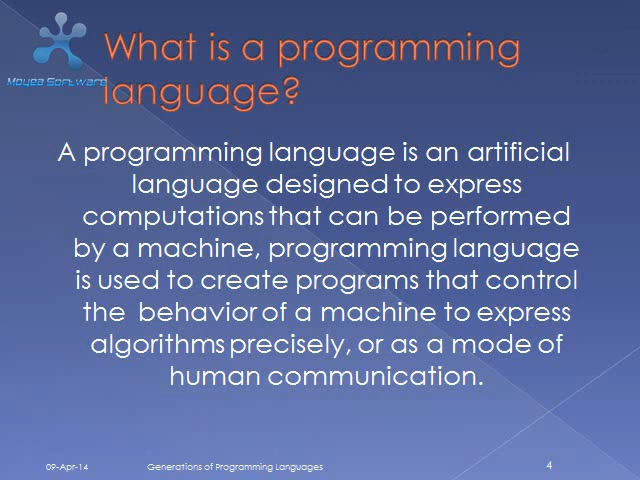 Moyea Software
What is a programming
language?
A programming language is an artificial
language designed to express
computations that can be performed
by a machine, programming language
is used to create programs that control
the behavior of a machine to express
algorithms precisely, or as a mode of
human communication.
09-Apr-14
Generations of Programming Languages
4